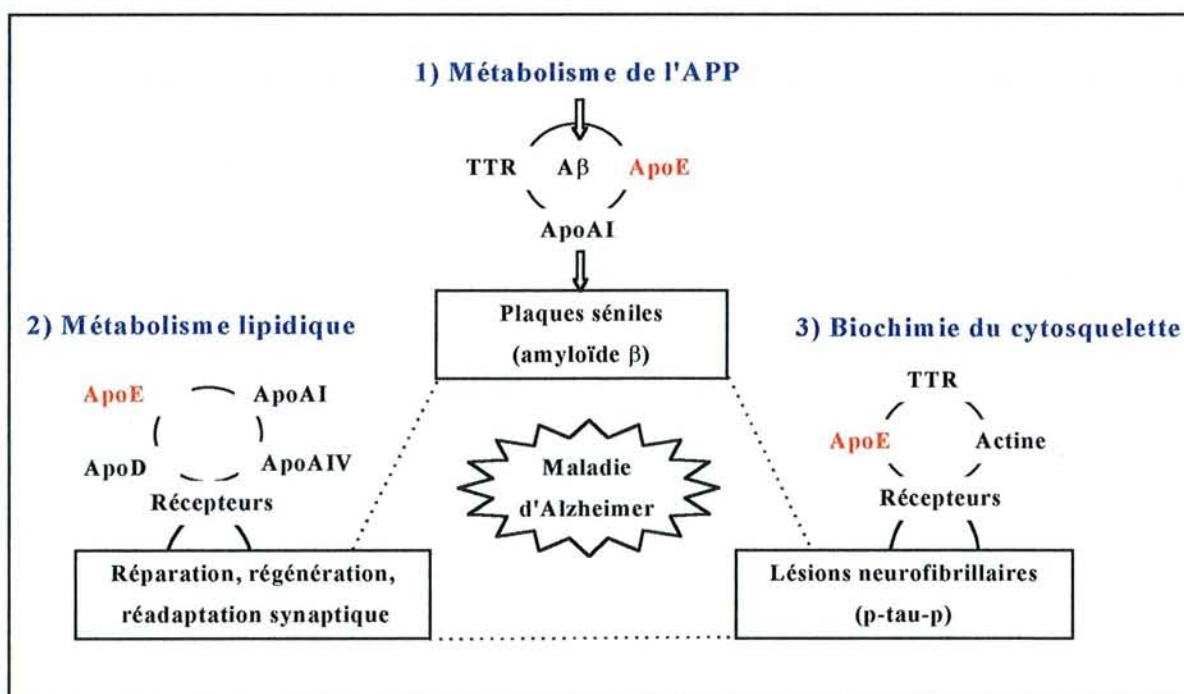 1) Métabolisme de l'APP
TTR Aβ ApoE
ApoAI
Plaques séniles
(amyloïde β)
2) Métabolisme lipidique
ApoE ApoAI
ApoD ApoAIV
Récepteurs
Réparation, régénération,
réadaptation synaptique
Maladie
d'Alzheimer
3) Biochimie du cytosquelette
TTR
ApoE Actine
Récepteurs
Lésions neurofibrillaires
(p-tau-p)